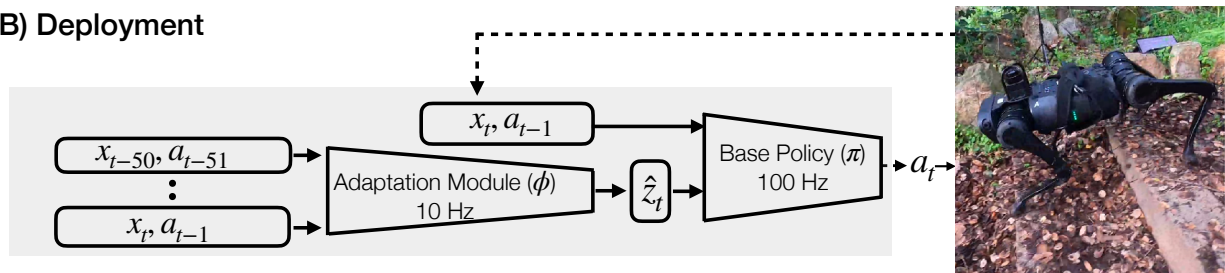 B) Deployment
x_t, a_{t-1}
x_{t-50}, a_{t-51}
⋮
x_t, a_{t-1}
Adaptation Module (ϕ)
10 Hz
ẑ_t
Base Policy (π)
100 Hz
a_t